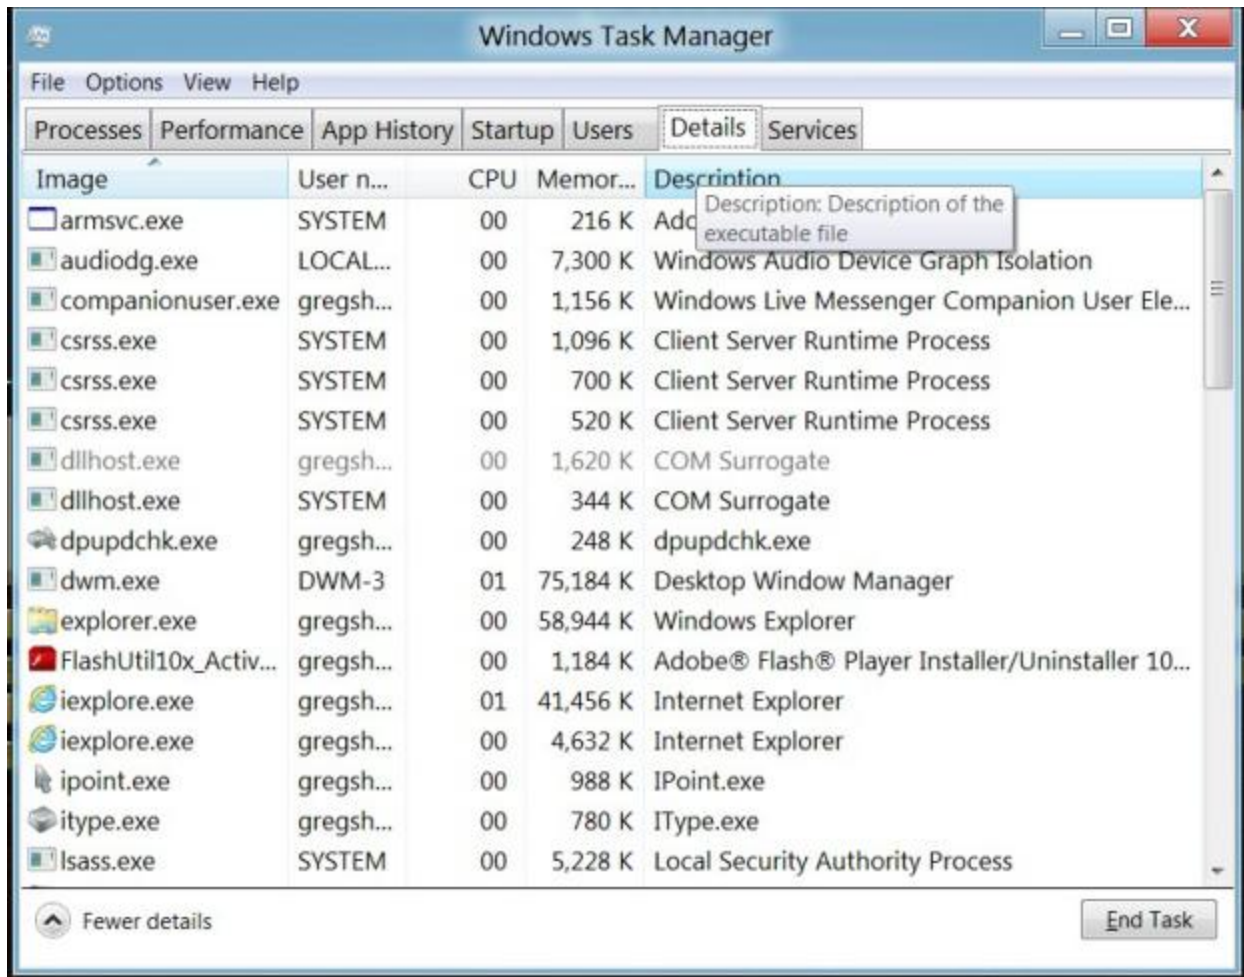 Windows Task Manager
File Options View Help
Processes Performance App History Startup Users Details Services
Image User n... CPU Memor... Description
Description: Description of the
executable file
armsvc.exe SYSTEM 00 216 K
audiodg.exe LOCAL... 00 7,300 K Windows Audio Device Graph Isolation
companionuser.exe gregsh... 00 1,156 K Windows Live Messenger Companion User Ele...
csrss.exe SYSTEM 00 1,096 K Client Server Runtime Process
csrss.exe SYSTEM 00 700 K Client Server Runtime Process
csrss.exe SYSTEM 00 520 K Client Server Runtime Process
dllhost.exe gregsh... 00 1,620 K COM Surrogate
dllhost.exe SYSTEM 00 344 K COM Surrogate
dpupdchk.exe gregsh... 00 248 K dpupdchk.exe
dwm.exe DWM-3 01 75,184 K Desktop Window Manager
explorer.exe gregsh... 00 58,944 K Windows Explorer
FlashUtil10x_Activ... gregsh... 00 1,184 K Adobe® Flash® Player Installer/Uninstaller 10...
iexplore.exe gregsh... 01 41,456 K Internet Explorer
iexplore.exe gregsh... 00 4,632 K Internet Explorer
ipoint.exe gregsh... 00 988 K IPoint.exe
itype.exe gregsh... 00 780 K IType.exe
lsass.exe SYSTEM 00 5,228 K Local Security Authority Process
Fewer details End Task